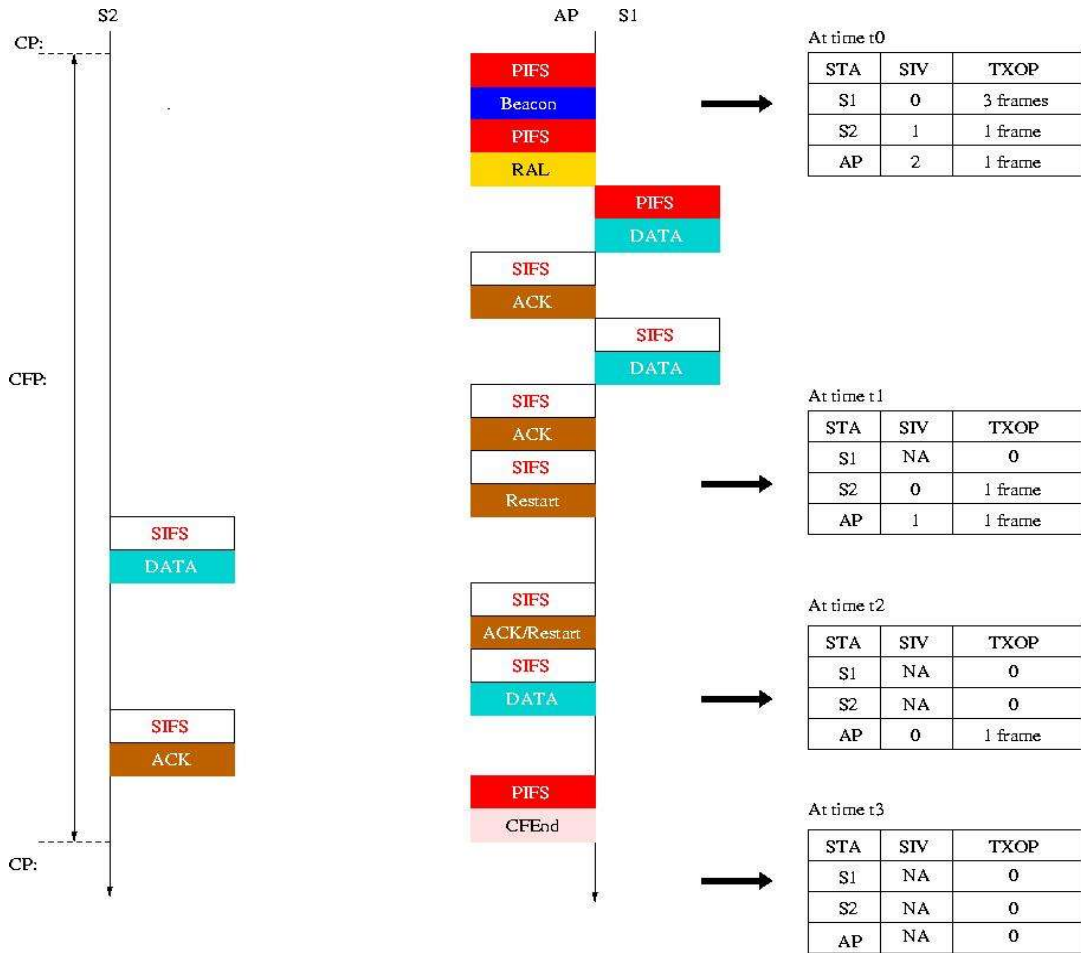 S2
AP
S1
CP:
At time t0
PIFS
STA SIV TXOP
Beacon
S1 0 3 frames
PIFS
S2 1 1 frame
RAL
AP 2 1 frame
PIFS
DATA
SIFS
ACK
SIFS
DATA
CFP:
At time t1
SIFS
ACK
STA SIV TXOP
SIFS
S1 NA 0
Restart
S2 0 1 frame
AP 1 1 frame
SIFS
DATA
SIFS
At time t2
ACK/Restart
STA SIV TXOP
SIFS
S1 NA 0
DATA
S2 NA 0
SIFS
AP 0 1 frame
ACK
PIFS
CFEnd
At time t3
CP:
STA SIV TXOP
S1 NA 0
S2 NA 0
AP NA 0